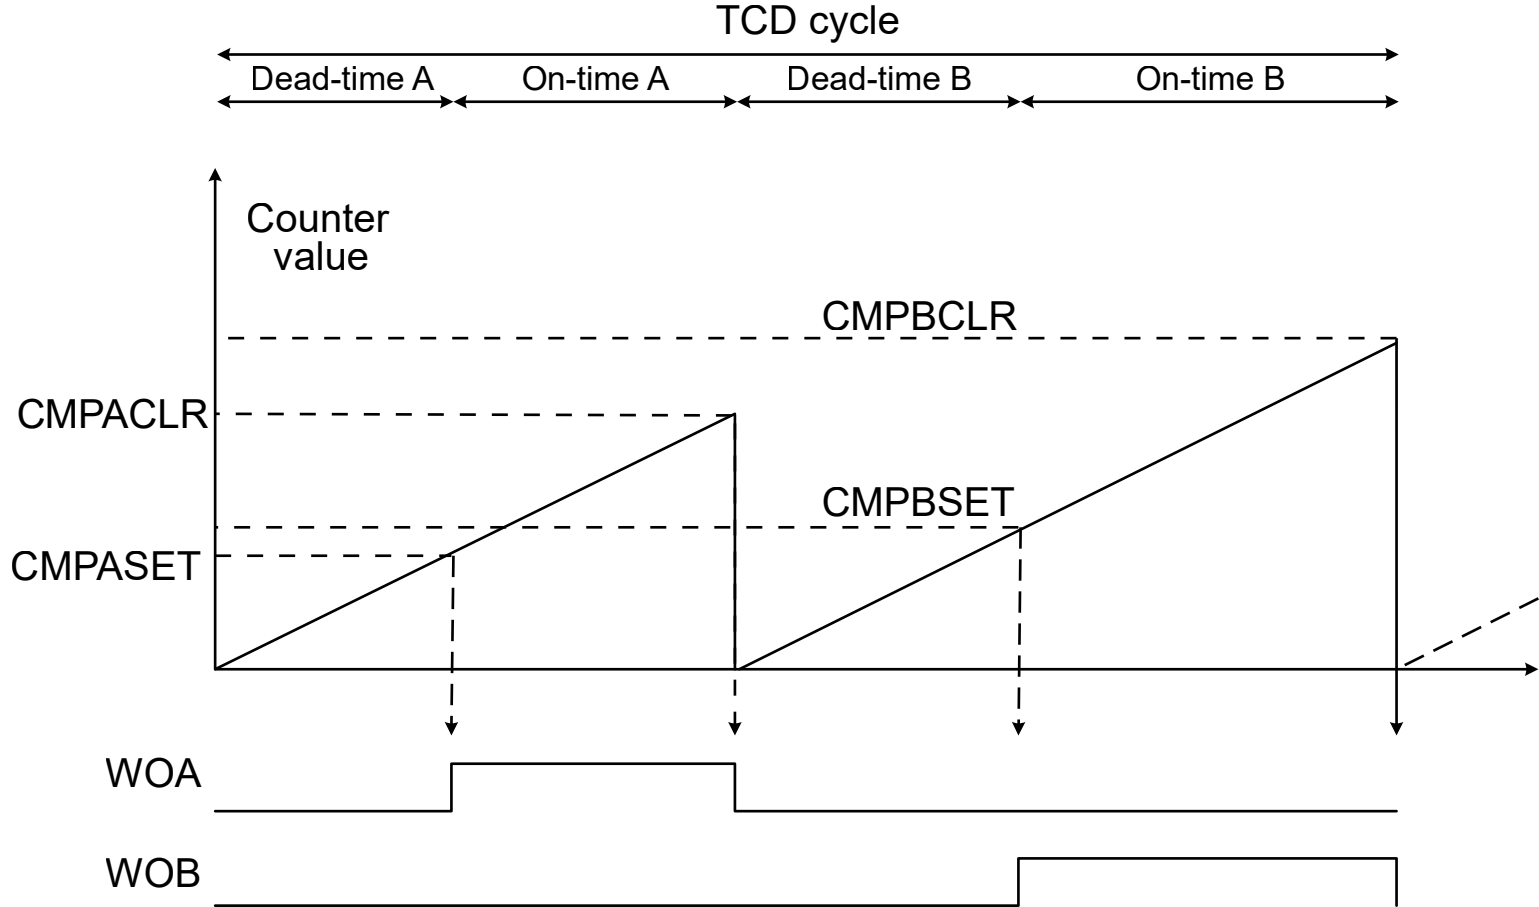 TCD cycle
Dead-time A
On-time A
Dead-time B
On-time B
Counter
value
CMPBCLR
CMPACLR
CMPBSET
CMPASET
WOA
WOB